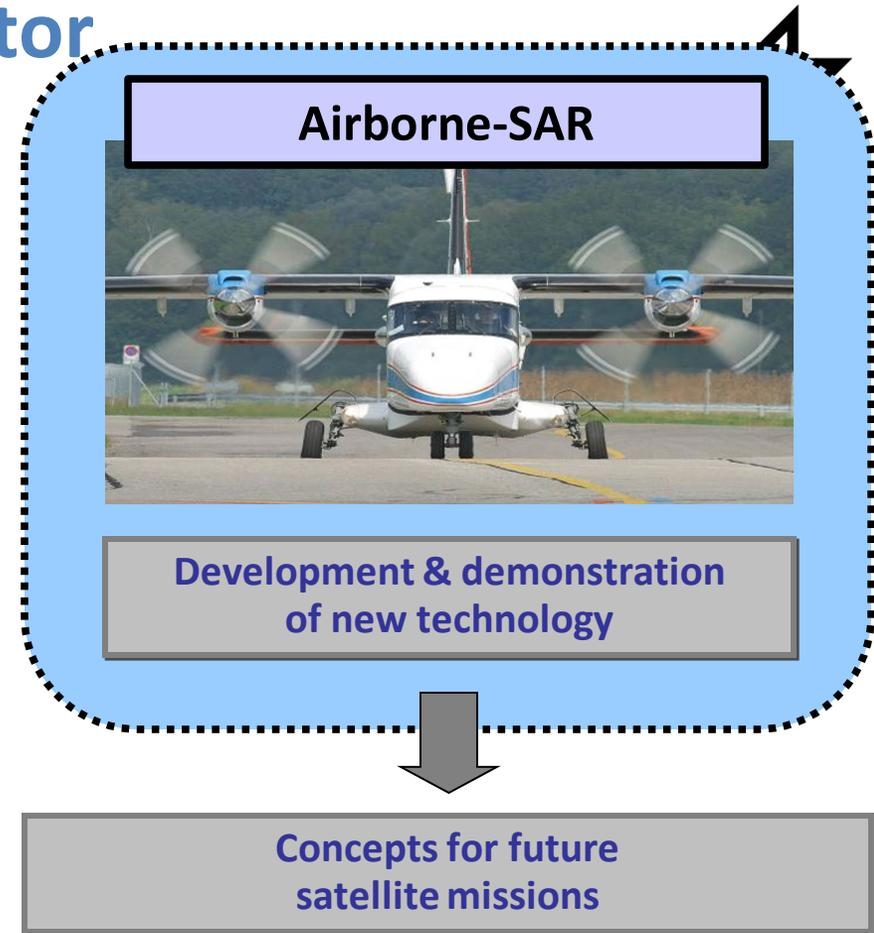 tor
Airborne-SAR
Development & demonstration
of new technology
Concepts for future
satellite missions